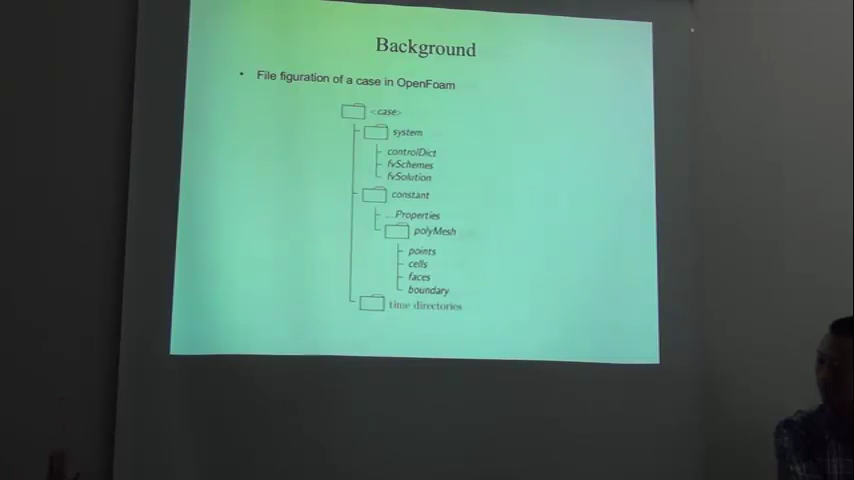 Background
• File figuration of a case in OpenFoam
<case>
system
controlDict
fvSchemes
fvSolution
constant
...Properties
polyMesh
points
cells
faces
boundary
time directories